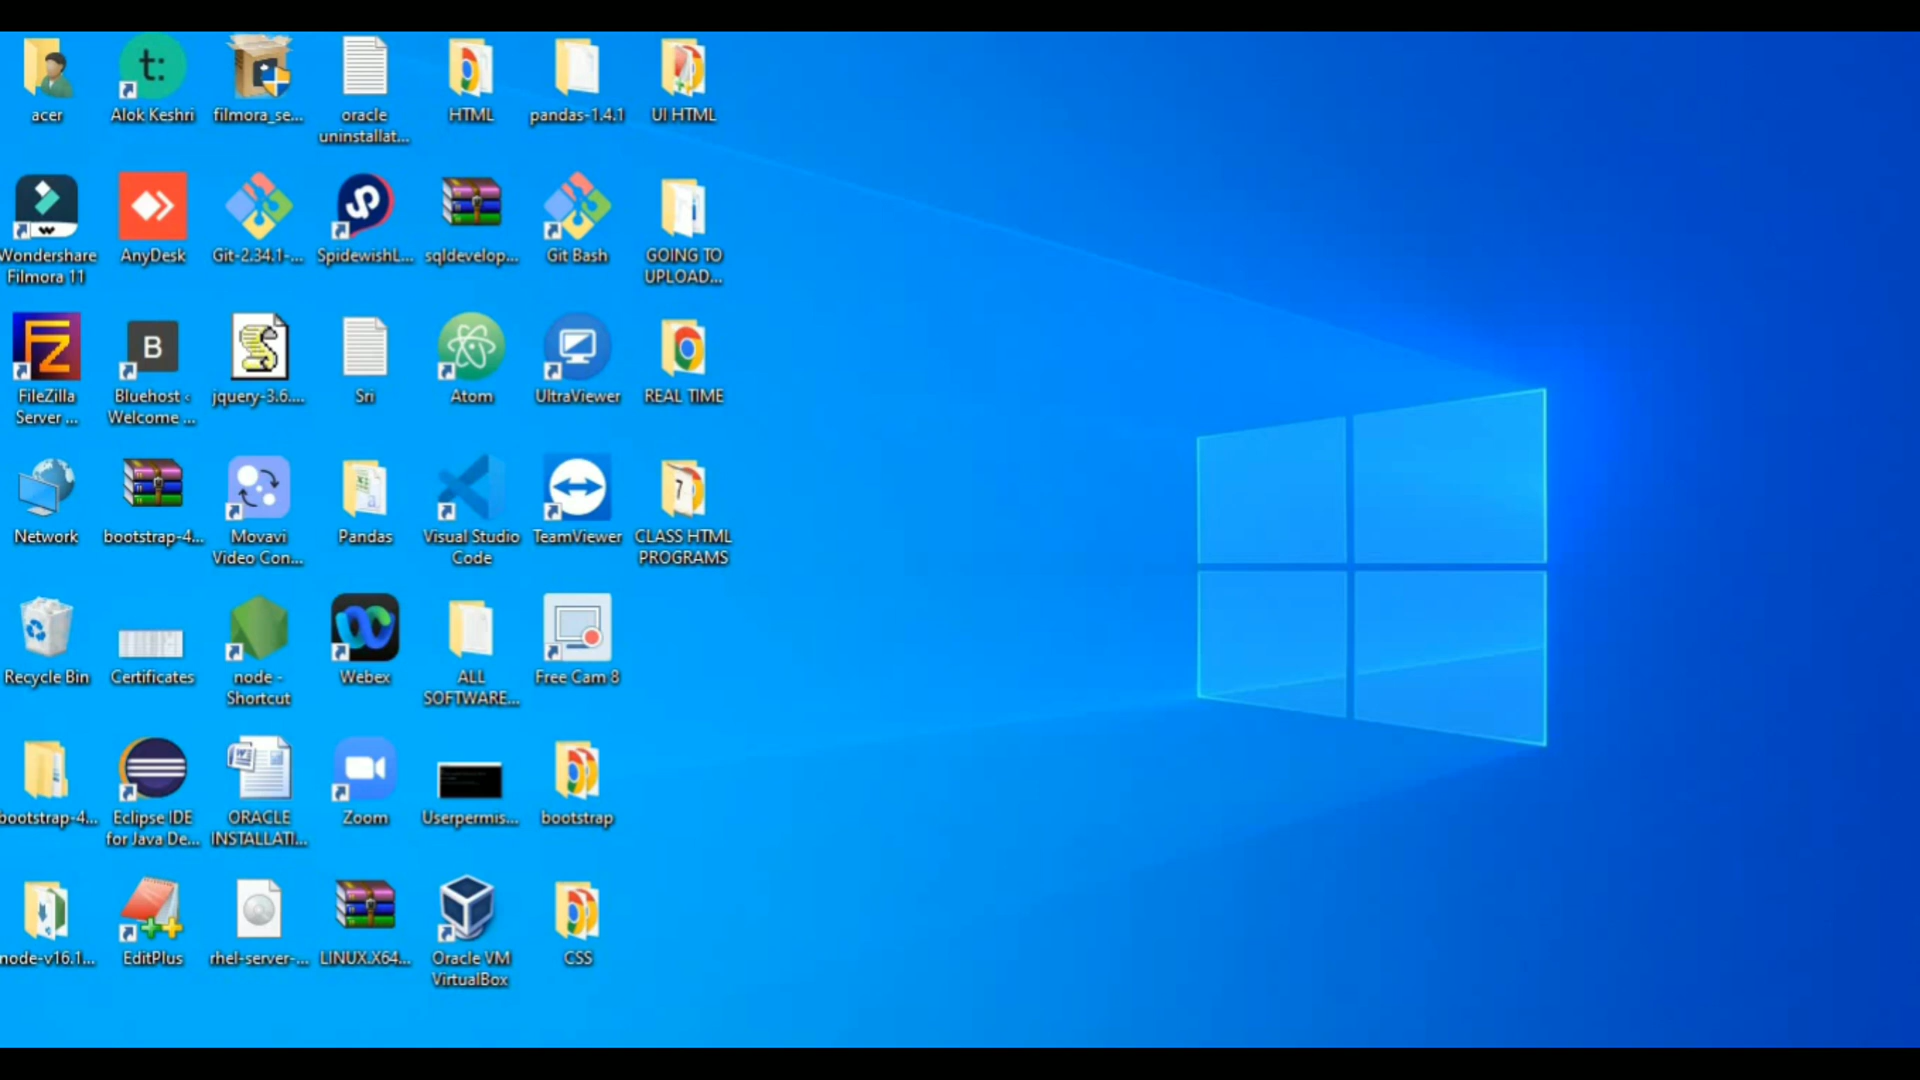 acer
Alok Keshri
filmora_se...
oracle
uninstallat...
HTML
pandas-1.4.1
UI HTML
Wondershare
Filmora 11
AnyDesk
Git-2.34.1-...
SpidewishL...
sqldevelop...
Git Bash
GOING TO
UPLOAD...
FileZilla
Server ...
B
Bluehost ‹
Welcome ...
jquery-3.6....
Sri
Atom
UltraViewer
REAL TIME
Network
bootstrap-4...
Movavi
Video Con...
Pandas
Visual Studio
Code
TeamViewer
CLASS HTML
PROGRAMS
Recycle Bin
Certificates
node -
Shortcut
Webex
ALL
SOFTWARE...
Free Cam 8
bootstrap-4...
Eclipse IDE
for Java De...
ORACLE
INSTALLATI...
Zoom
Userpermis...
bootstrap
node-v16.1...
EditPlus
rhel-server-...
LINUX.X64...
Oracle VM
VirtualBox
CSS